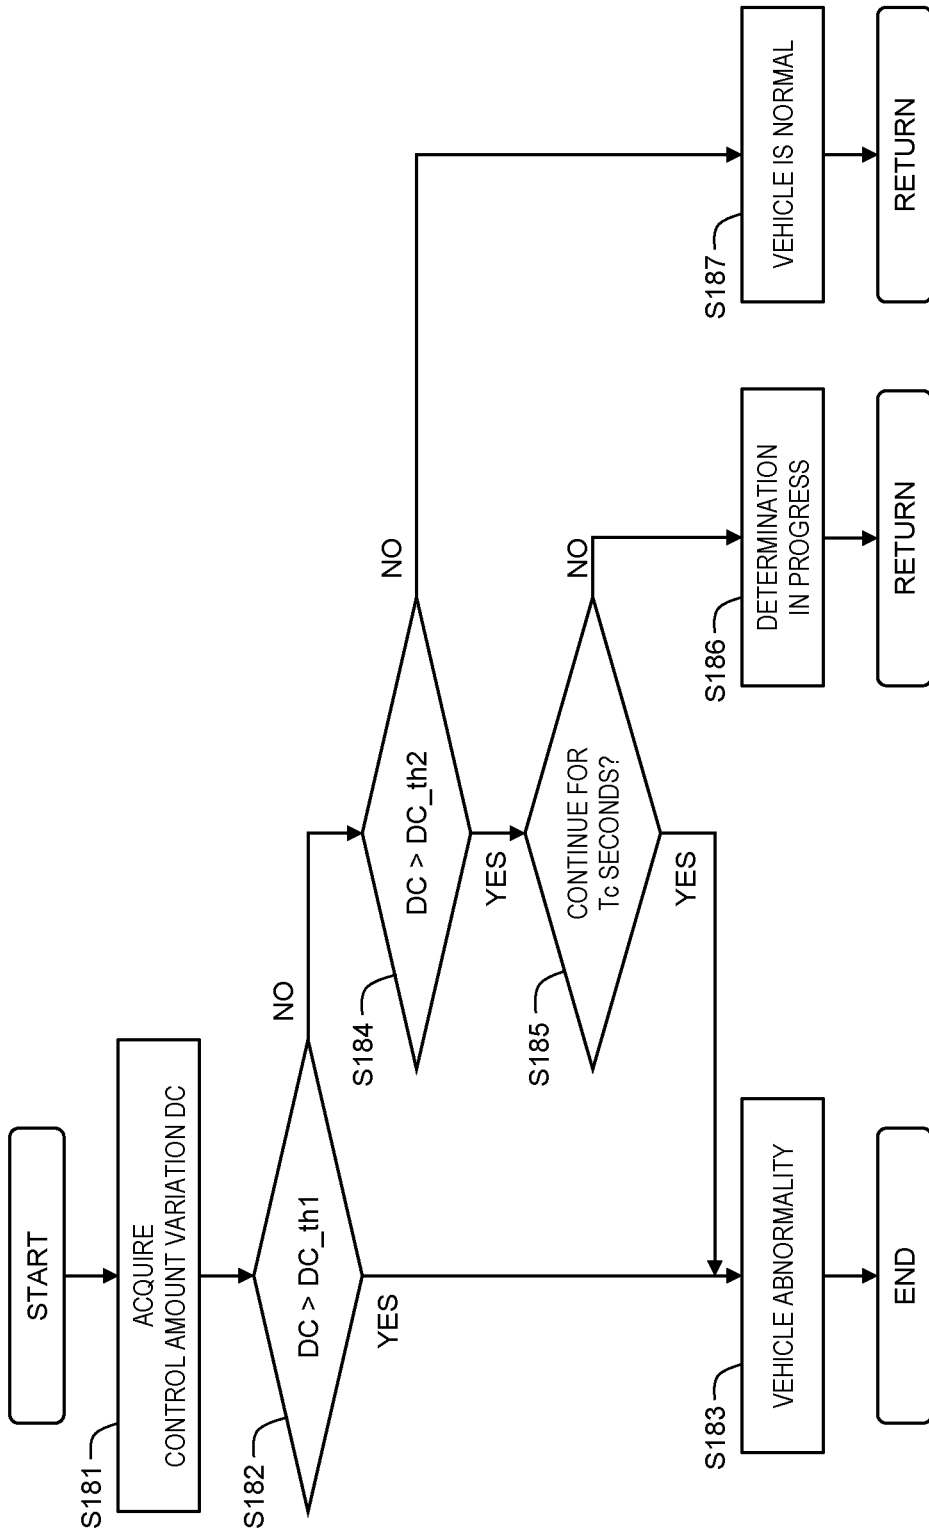 START
S181
ACQUIRE
CONTROL AMOUNT VARIATION DC
S182
DC > DC_th1
NO
YES
S184
DC > DC_th2
NO
YES
S185
CONTINUE FOR
Tc SECONDS?
NO
YES
S183
VEHICLE ABNORMALITY
S186
DETERMINATION
IN PROGRESS
S187
VEHICLE IS NORMAL
END
RETURN
RETURN